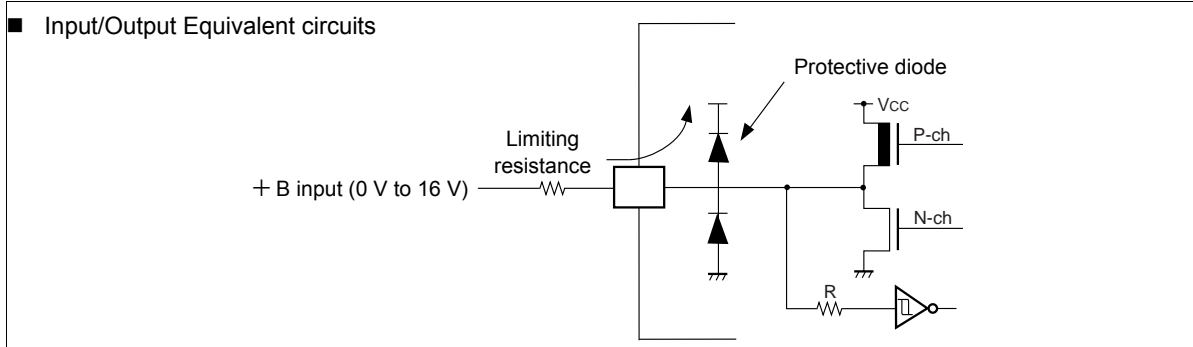 ■ Input/Output Equivalent circuits
Protective diode
Vcc
P-ch
Limiting
resistance
+ B input (0 V to 16 V)
N-ch
R